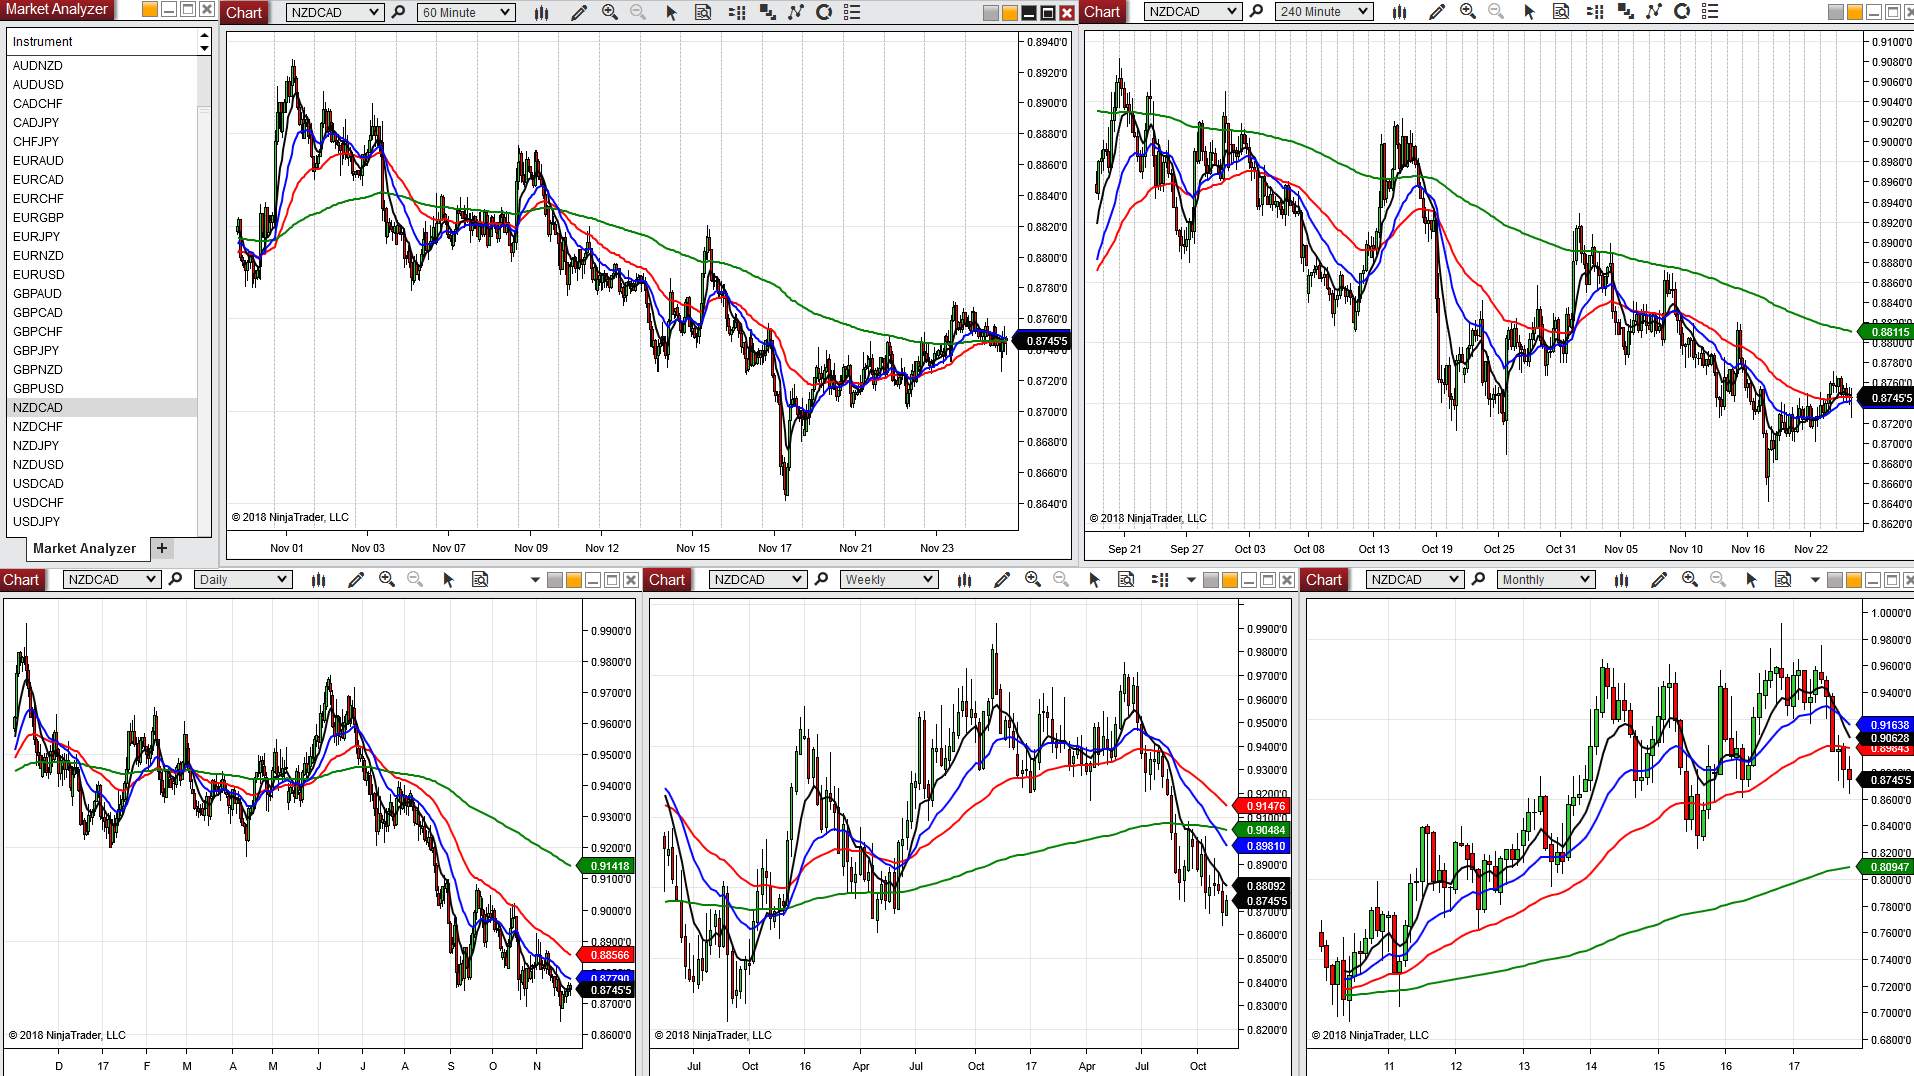 Market Analyzer
Instrument
AUDNZD
AUDUSD
CADCHF
CADJPY
CHFJPY
EURAUD
EURCAD
EURCHF
EURGBP
EURJPY
EURNZD
EURUSD
GBPAUD
GBPCAD
GBPCHF
GBPJPY
GBPNZD
GBPUSD
NZDCAD
NZDCHF
NZDJPY
NZDUSD
USDCAD
USDCHF
USDJPY
Market Analyzer +
Chart NZDCAD 60 Minute
0.8940'0
0.8920'0
0.8900'0
0.8880'0
0.8860'0
0.8840'0
0.8820'0
0.8800'0
0.8780'0
0.8760'0
0.8745'5
0.8740'0
0.8720'0
0.8700'0
0.8680'0
0.8660'0
0.8640'0
© 2018 NinjaTrader, LLC
Nov 01 Nov 03 Nov 07 Nov 09 Nov 12 Nov 15 Nov 17 Nov 21 Nov 23
Chart NZDCAD 240 Minute
0.9100'0
0.9080'0
0.9060'0
0.9040'0
0.9020'0
0.9000'0
0.8980'0
0.8960'0
0.8940'0
0.8920'0
0.8900'0
0.8880'0
0.8860'0
0.8840'0
0.88115
0.8800'0
0.8780'0
0.8760'0
0.8745'5
0.8720'0
0.8700'0
0.8680'0
0.8660'0
0.8640'0
0.8620'0
© 2018 NinjaTrader, LLC
Sep 21 Sep 27 Oct 03 Oct 08 Oct 13 Oct 19 Oct 25 Oct 31 Nov 05 Nov 10 Nov 16 Nov 22
Chart NZDCAD Daily
0.9900'0
0.9800'0
0.9700'0
0.9600'0
0.9500'0
0.9400'0
0.9300'0
0.9200'0
0.91418
0.9100'0
0.9000'0
0.8900'0
0.88566
0.87790
0.8745'5
0.8700'0
0.8600'0
© 2018 NinjaTrader, LLC
D 17 F M A M J J A S O N
Chart NZDCAD Weekly
0.9900'0
0.9800'0
0.9700'0
0.9600'0
0.9500'0
0.9400'0
0.9300'0
0.9200'0
0.91476
0.9100'0
0.90484
0.89810
0.8900'0
0.88092
0.8745'5
0.8700'0
0.8600'0
0.8500'0
0.8400'0
0.8300'0
0.8200'0
© 2018 NinjaTrader, LLC
Jul Oct 16 Apr Jul Oct 17 Apr Jul Oct
Chart NZDCAD Monthly
1.0000'0
0.9800'0
0.9600'0
0.9400'0
0.91638
0.90628
0.8745'5
0.8600'0
0.8400'0
0.8200'0
0.80947
0.8000'0
0.7800'0
0.7600'0
0.7400'0
0.7200'0
0.7000'0
0.6800'0
© 2018 NinjaTrader, LLC
11 12 13 14 15 16 17